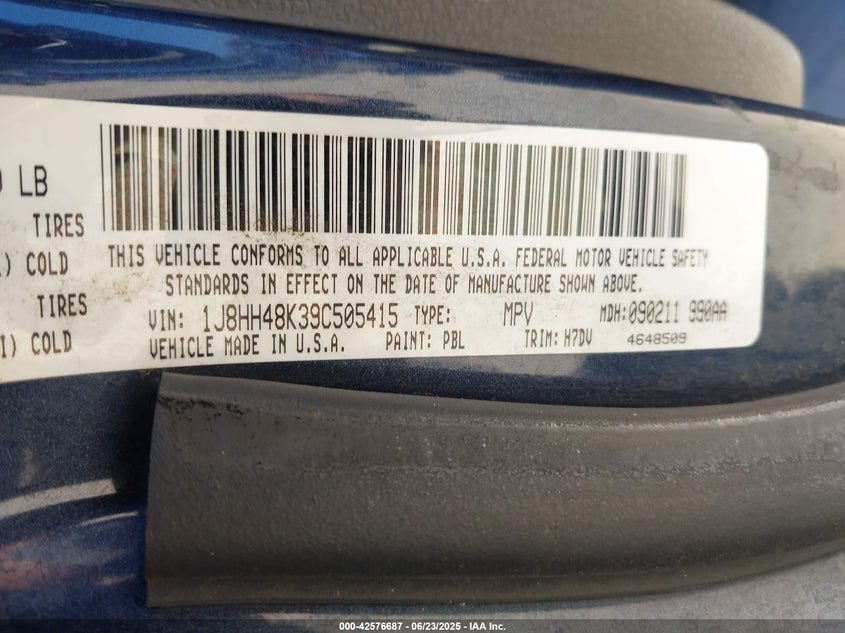 LB
TIRES
COLD
TIRES
COLD
THIS VEHICLE CONFORMS TO ALL APPLICABLE U.S.A. FEDERAL MOTOR VEHICLE SAFETY
STANDARDS IN EFFECT ON THE DATE OF MANUFACTURE SHOWN ABOVE.
VIN: 1J8HH48K39C505415 TYPE: MPV MDH:090211 990AA
VEHICLE MADE IN U.S.A. PAINT: PBL TRIM: H7DV 4648509
000-42576687 - 06/23/2025 - IAA Inc.